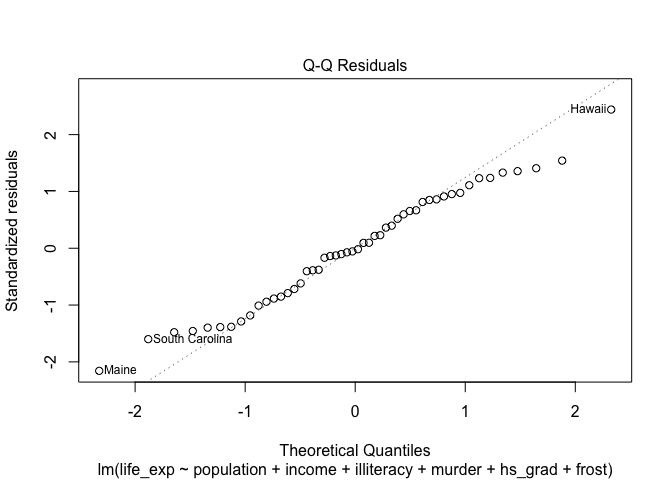 Q-Q Residuals
Standardized residuals
2
1
0
-1
-2
Hawaii
South Carolina
Maine
-2 -1 0 1 2
Theoretical Quantiles
lm(life_exp ~ population + income + illiteracy + murder + hs_grad + frost)